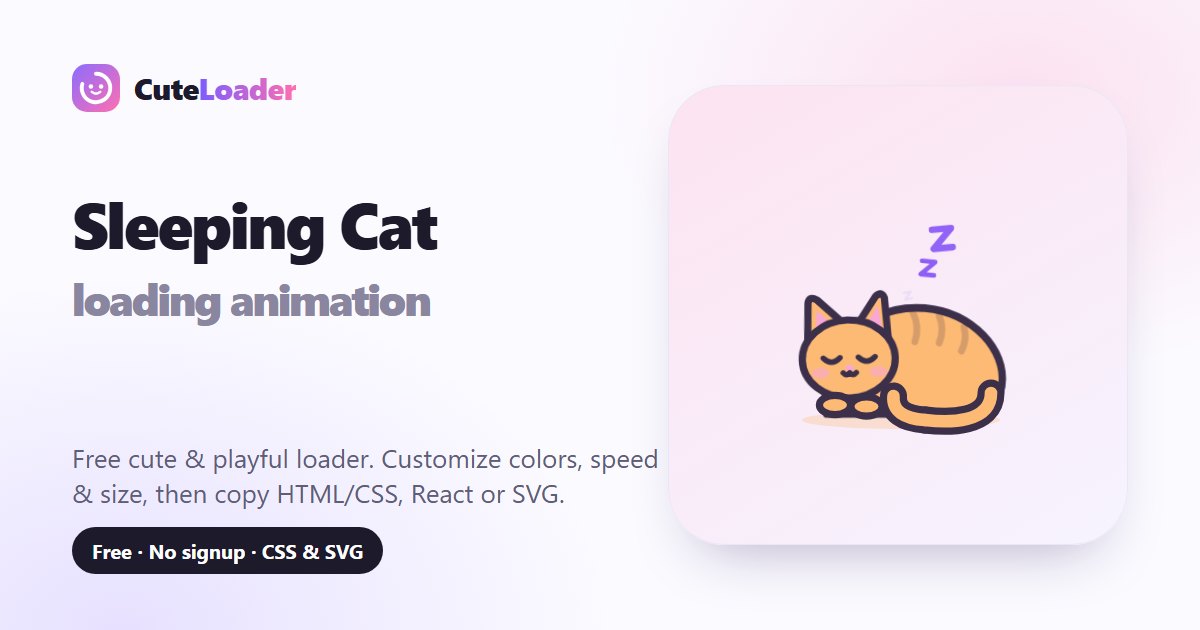 CuteLoader
Sleeping Cat
loading animation
z
z
z
Free cute & playful loader. Customize colors, speed
& size, then copy HTML/CSS, React or SVG.
Free · No signup · CSS & SVG